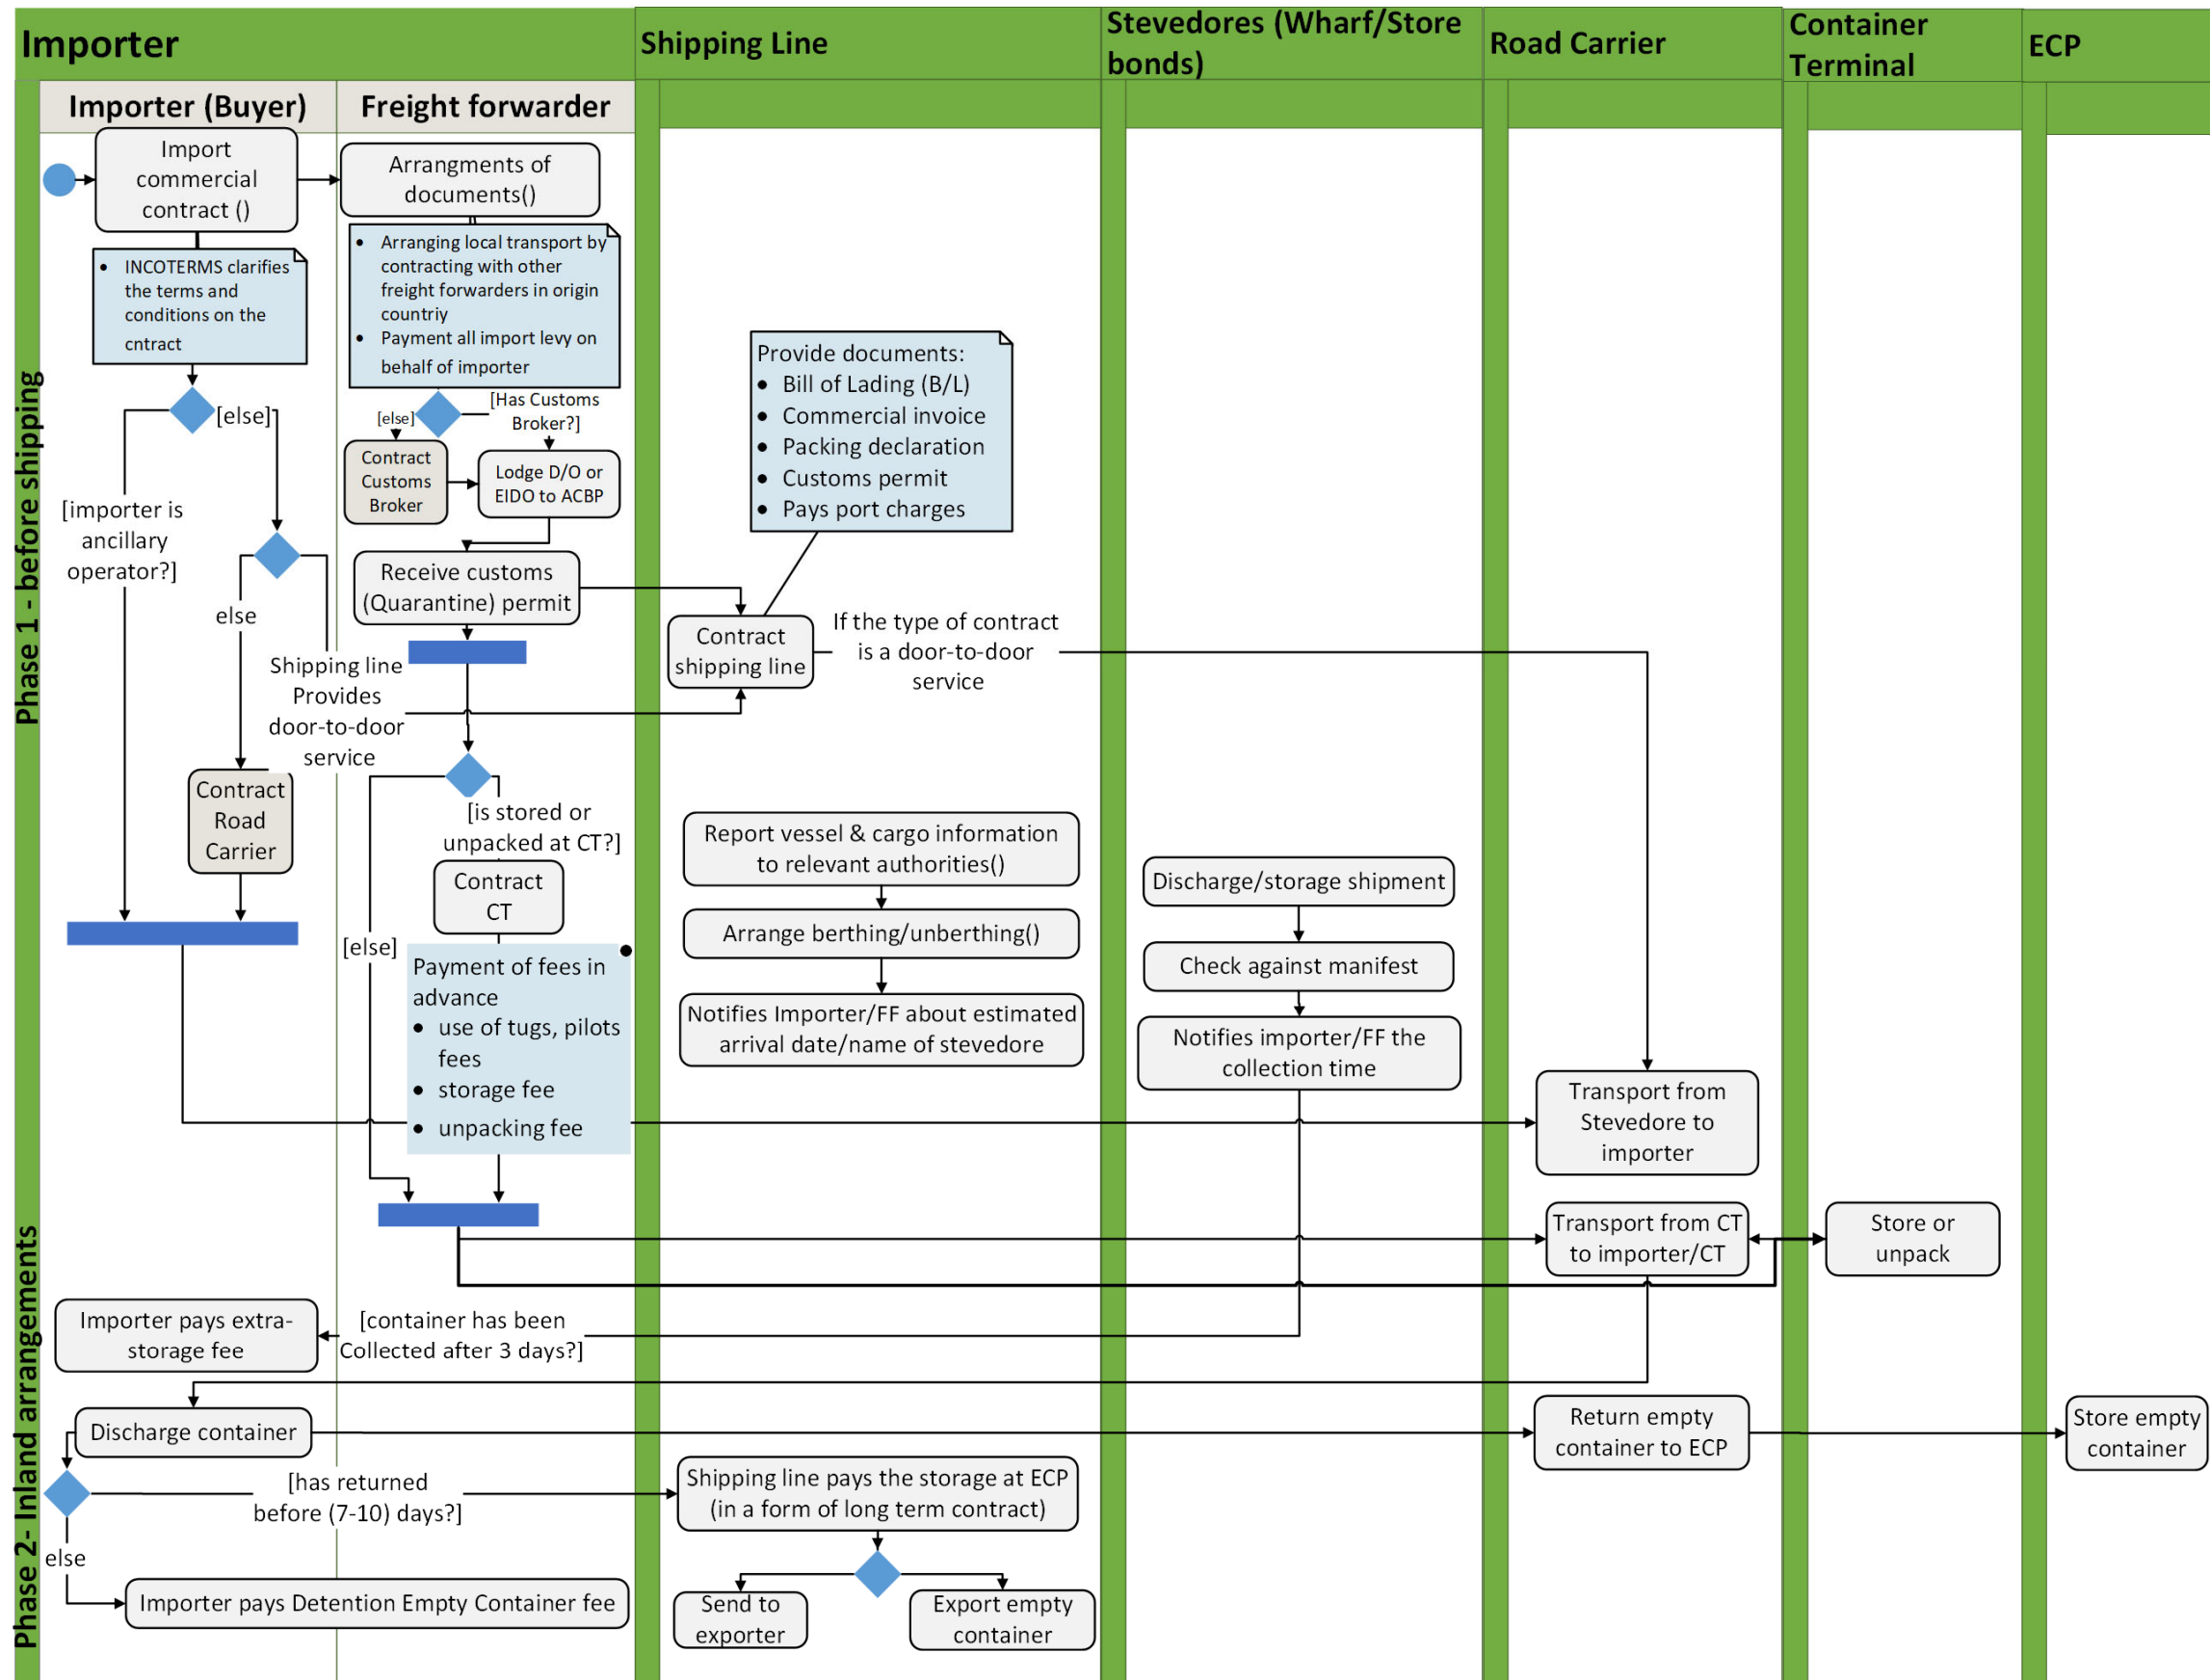 Importer
Shipping Line
Stevedores (Wharf/Store
bonds)
Road Carrier
Container
Terminal
ECP
Importer (Buyer)
Freight forwarder
Phase 1 - before shipping
Import
commercial
contract ()
Arrangments of
documents()
• INCOTERMS clarifies
the terms and
conditions on the
cntract
• Arranging local transport by
contracting with other
freight forwarders in origin
countriy
• Payment all import levy on
behalf of importer
Provide documents:
• Bill of Lading (B/L)
• Commercial invoice
• Packing declaration
• Customs permit
• Pays port charges
[else]
[else]
[Has Customs
Broker?]
Contract
Customs
Broker
Lodge D/O or
EIDO to ACBP
[importer is
ancillary
operator?]
else
Receive customs
(Quarantine) permit
Contract
shipping line
If the type of contract
is a door-to-door
service
Shipping line
Provides
door-to-door
service
Contract
Road
Carrier
[is stored or
unpacked at CT?]
Contract
CT
[else]
Payment of fees in
advance
• use of tugs, pilots
fees
• storage fee
• unpacking fee
Report vessel & cargo information
to relevant authorities()
Arrange berthing/unberthing()
Notifies Importer/FF about estimated
arrival date/name of stevedore
Discharge/storage shipment
Check against manifest
Notifies importer/FF the
collection time
Transport from
Stevedore to
importer
Transport from CT
to importer/CT
Store or
unpack
Phase 2- Inland arrangements
Importer pays extra-
storage fee
[container has been
Collected after 3 days?]
Discharge container
Return empty
container to ECP
Store empty
container
[has returned
before (7-10) days?]
Shipping line pays the storage at ECP
(in a form of long term contract)
else
Importer pays Detention Empty Container fee
Send to
exporter
Export empty
container